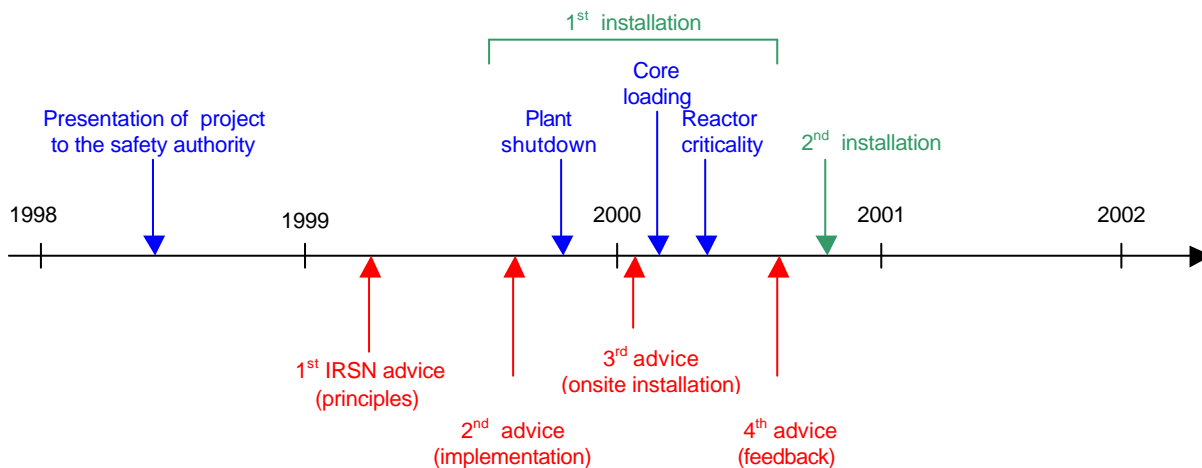 1st installation
Core
loading
Presentation of project
to the safety authority
Plant
shutdown
Reactor
criticality
2nd installation
1998
1999
2000
2001
2002
1st IRSN advice
(principles)
2nd advice
(implementation)
3rd advice
(onsite installation)
4th advice
(feedback)